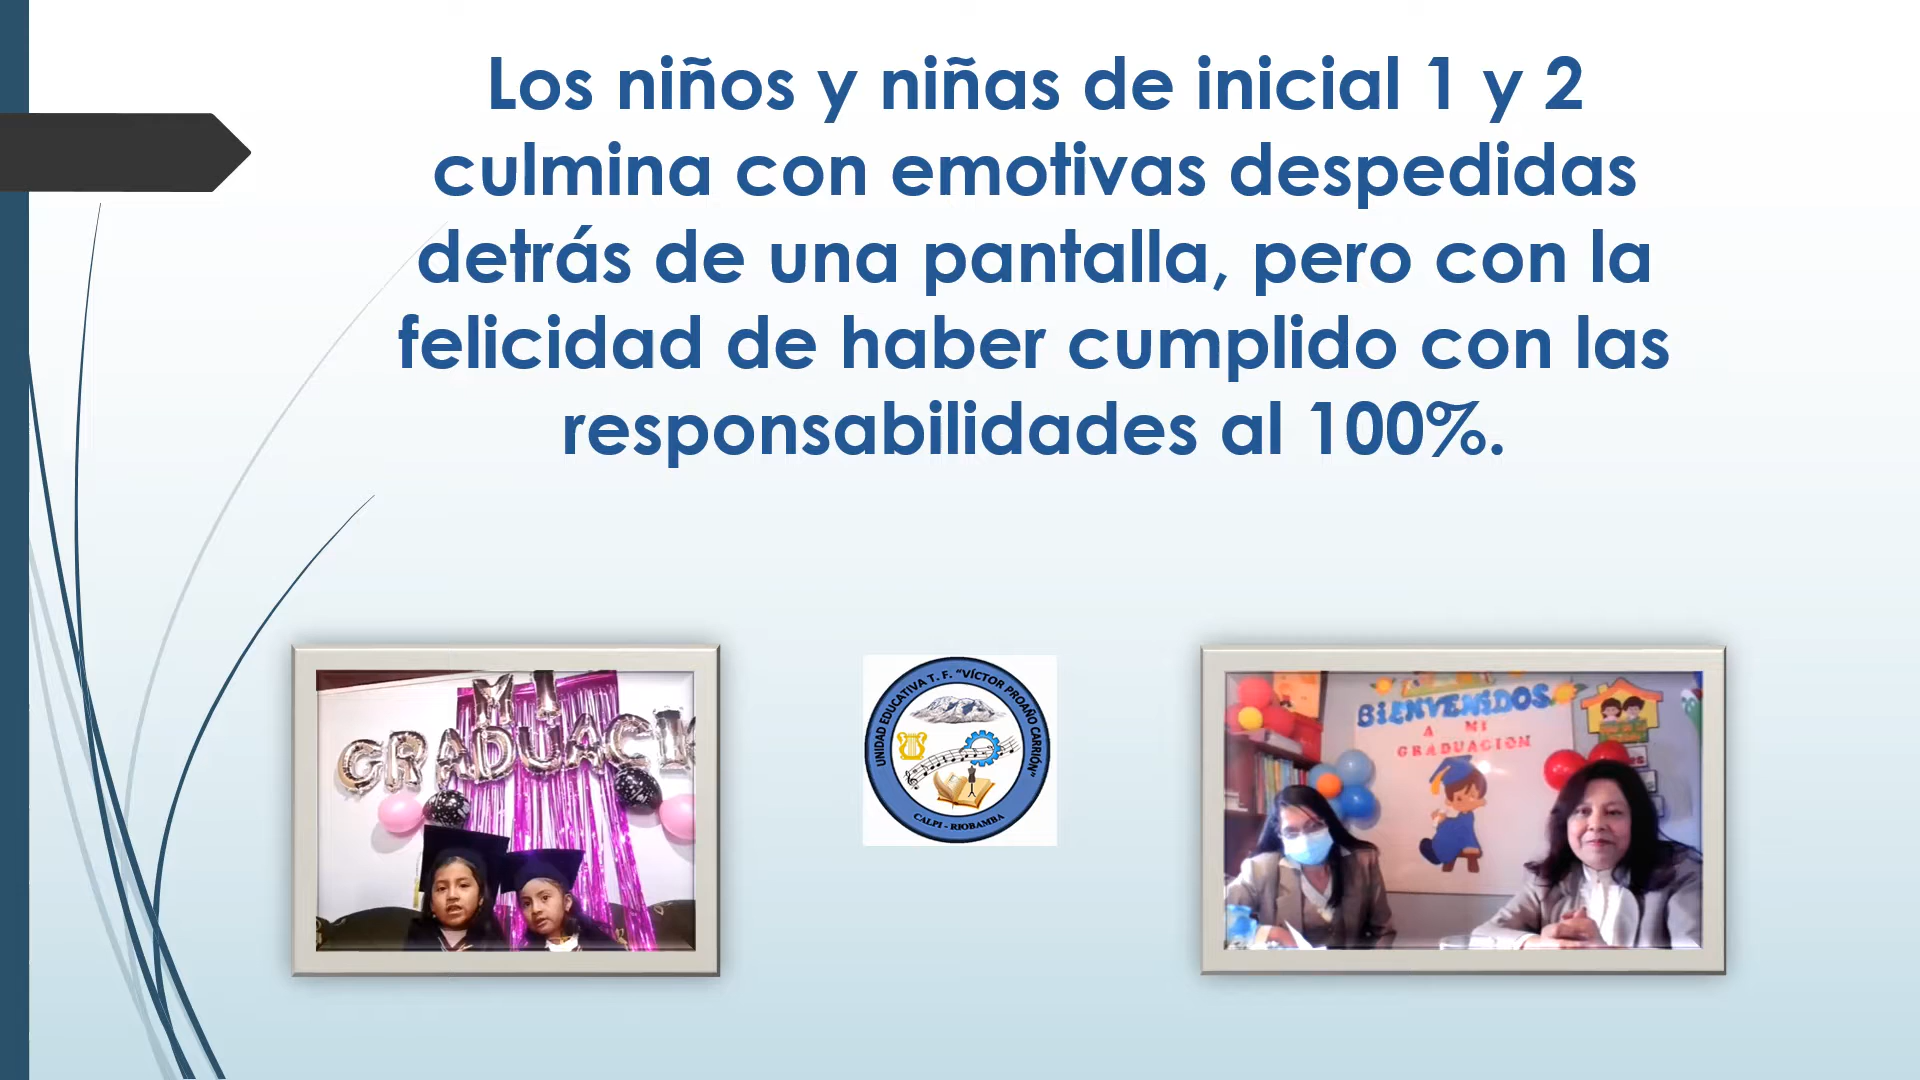 Los niños y niñas de inicial 1 y 2
culmina con emotivas despedidas
detrás de una pantalla, pero con la
felicidad de haber cumplido con las
responsabilidades al 100%.
MI
GRADUACI
UNIDAD EDUCATIVA T. F. "VÍCTOR PROAÑO CARRIÓN"
CALPI - RIOBAMBA
BIENVENIDOS
A MI
GRADUACION